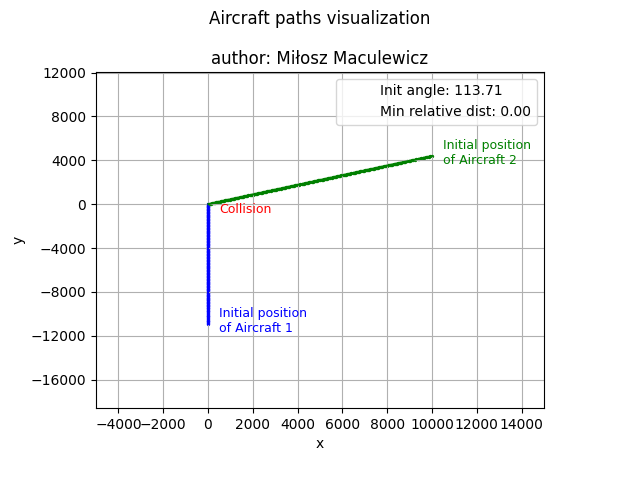 Aircraft paths visualization
author: Miłosz Maculewicz
Init angle: 113.71
Min relative dist: 0.00
Initial position
of Aircraft 2
Collision
Initial position
of Aircraft 1
12000
8000
4000
0
−4000
−8000
−12000
−16000
y
−4000 −2000 0 2000 4000 6000 8000 10000 12000 14000
x